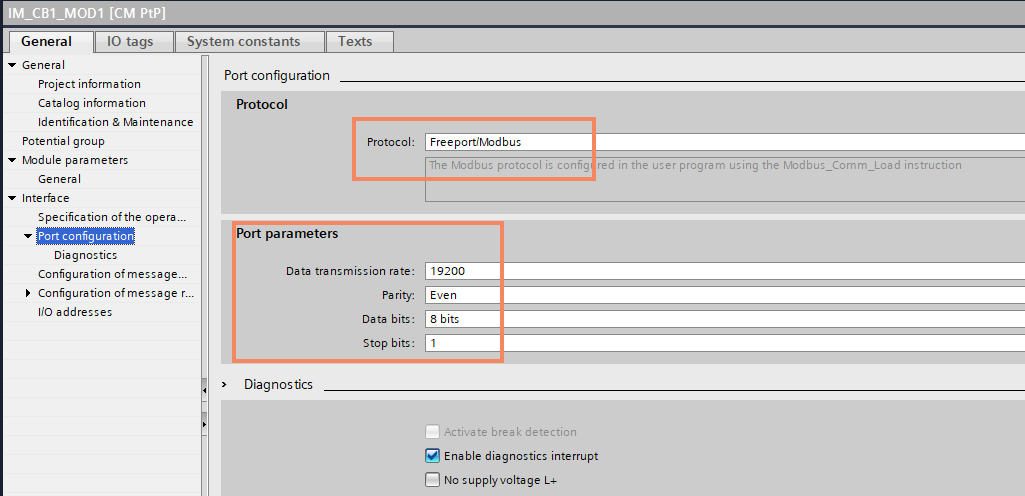 IM_CB1_MOD1 [CM PtP]
General IO tags System constants Texts
General
Project information
Catalog information
Identification & Maintenance
Potential group
Module parameters
General
Interface
Specification of the opera...
Port configuration
Diagnostics
Configuration of message...
Configuration of message r...
I/O addresses
Port configuration
Protocol
Protocol: Freeport/Modbus
The Modbus protocol is configured in the user program using the Modbus_Comm_Load instruction
Port parameters
Data transmission rate: 19200
Parity: Even
Data bits: 8 bits
Stop bits: 1
Diagnostics
Activate break detection
Enable diagnostics interrupt
No supply voltage L+